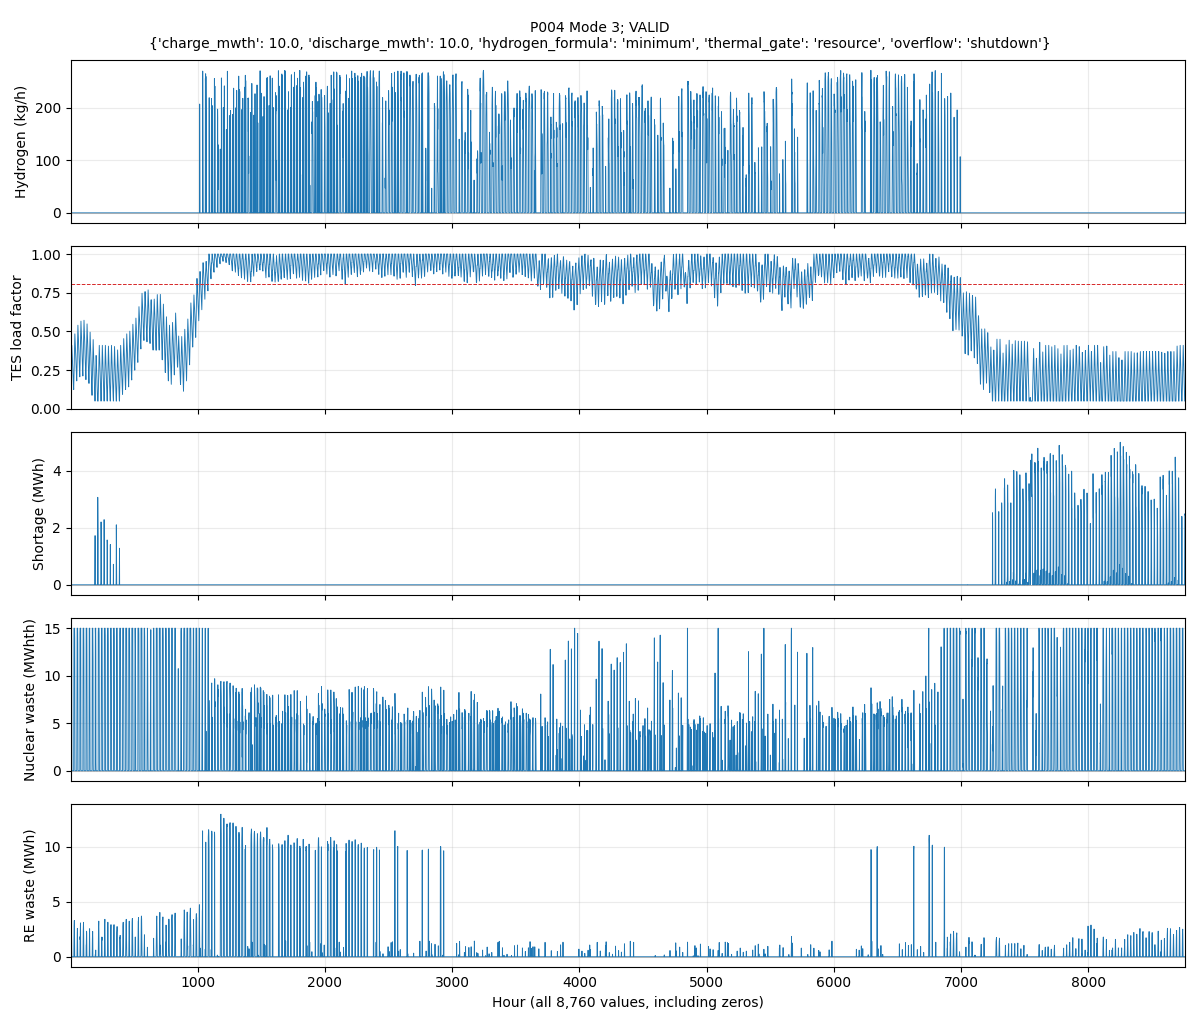 P004 Mode 3; VALID
{'charge_mwth': 10.0, 'discharge_mwth': 10.0, 'hydrogen_formula': 'minimum', 'thermal_gate': 'resource', 'overflow': 'shutdown'}
Hydrogen (kg/h)
200
100
0
TES load factor
1.00
0.75
0.50
0.25
0.00
Shortage (MWh)
4
2
0
Nuclear waste (MWhth)
15
10
5
0
RE waste (MWh)
10
5
0
1000 2000 3000 4000 5000 6000 7000 8000
Hour (all 8,760 values, including zeros)